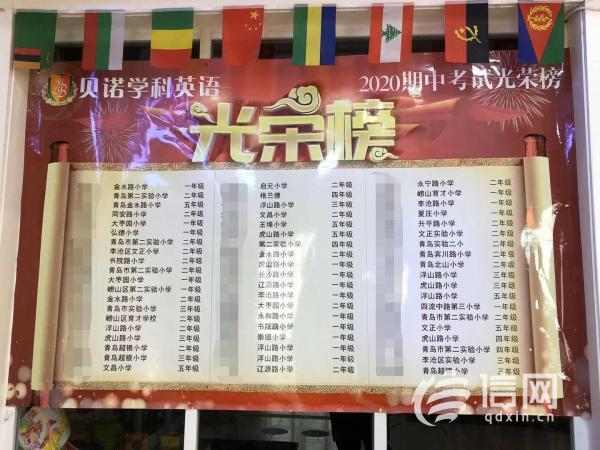 贝诺学科英语
2020期中考试光荣榜
光荣榜
金水路小学 一年级
青岛第二实验小学 二年级
青岛金水路小学 五年级
同安路小学 二年级
大枣园小学 一年级
弘德小学 一年级
青岛市第二实验小学 二年级
李沧区文正小学 二年级
书院路小学 二年级
青岛市第二实验小学 二年级
大枣园小学 一年级
崂山区第二实验小学 一年级
金水路小学 二年级
青岛市实验小学 三年级
崂山区育才学校 二年级
浮山路小学 二年级
虎山路小学 三年级
青岛超银小学 二年级
青岛超银小学 三年级
文昌小学 五年级
启元小学 二年级
格兰德 四年级
浮山路小学 三年级
文昌小学 二年级
王埠小学 五年级
虎山路小学 五年级
第二实验小学 四年级
金水路小学 二年级
虎山路小学 一年级
长沙路小学 二年级
辽源路小学 一年级
李沧路小学 一年级
大枣园小学 二年级
永和路小学 一年级
书院路小学 一年级
崇德小学 一年级
浮山路小学 一年级
浮山路小学 二年级
辽源路小学 二年级
永宁路小学 二年级
崂山育才小学 一年级
李沧路小学 一年级
夏庄小学 一年级
升平路小学 二年级
文正实验小学 二年级
青岛实验二小 二年级
青岛宾川路小学 二年级
青岛北山小学 三年级
浮山路小学 三年级
虎山路小学 三年级
浮山路小学 五年级
四流中路第三小学 一年级
青岛市第二实验小学 二年级
文正小学 五年级
虎山路小学 四年级
青岛市第二实验小学 四年级
李沧区实验小学 三年级
青岛超银小学 三年级
信网
qdxin.cn